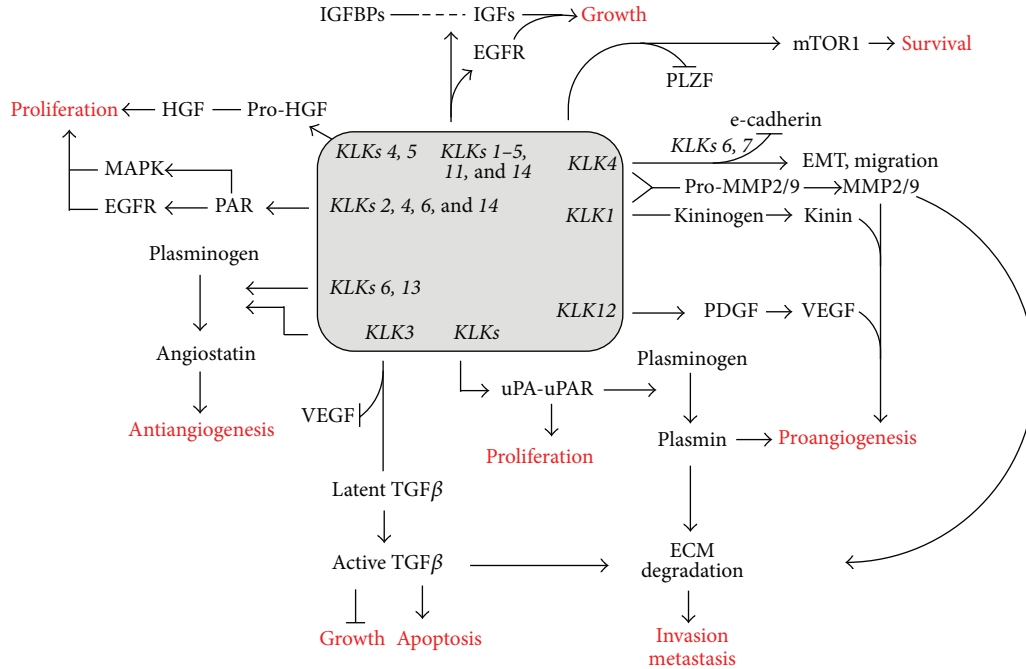 IGFBPs IGFs Growth
EGFR
mTOR1 Survival
PLZF
Proliferation HGF Pro-HGF
e-cadherin
KLKs 4, 5 KLKs 1–5,
11, and 14
KLK4
KLKs 6, 7
EMT, migration
MAPK
Pro-MMP2/9 MMP2/9
EGFR PAR KLKs 2, 4, 6, and 14
KLK1 Kininogen Kinin
Plasminogen
KLKs 6, 13
KLK12 PDGF VEGF
KLK3 KLKs
Angiostatin
Plasminogen
uPA-uPAR
VEGF
Antiangiogenesis
Proliferation
Plasmin Proangiogenesis
Latent TGFβ
Active TGFβ
ECM
degradation
Growth Apoptosis
Invasion
metastasis